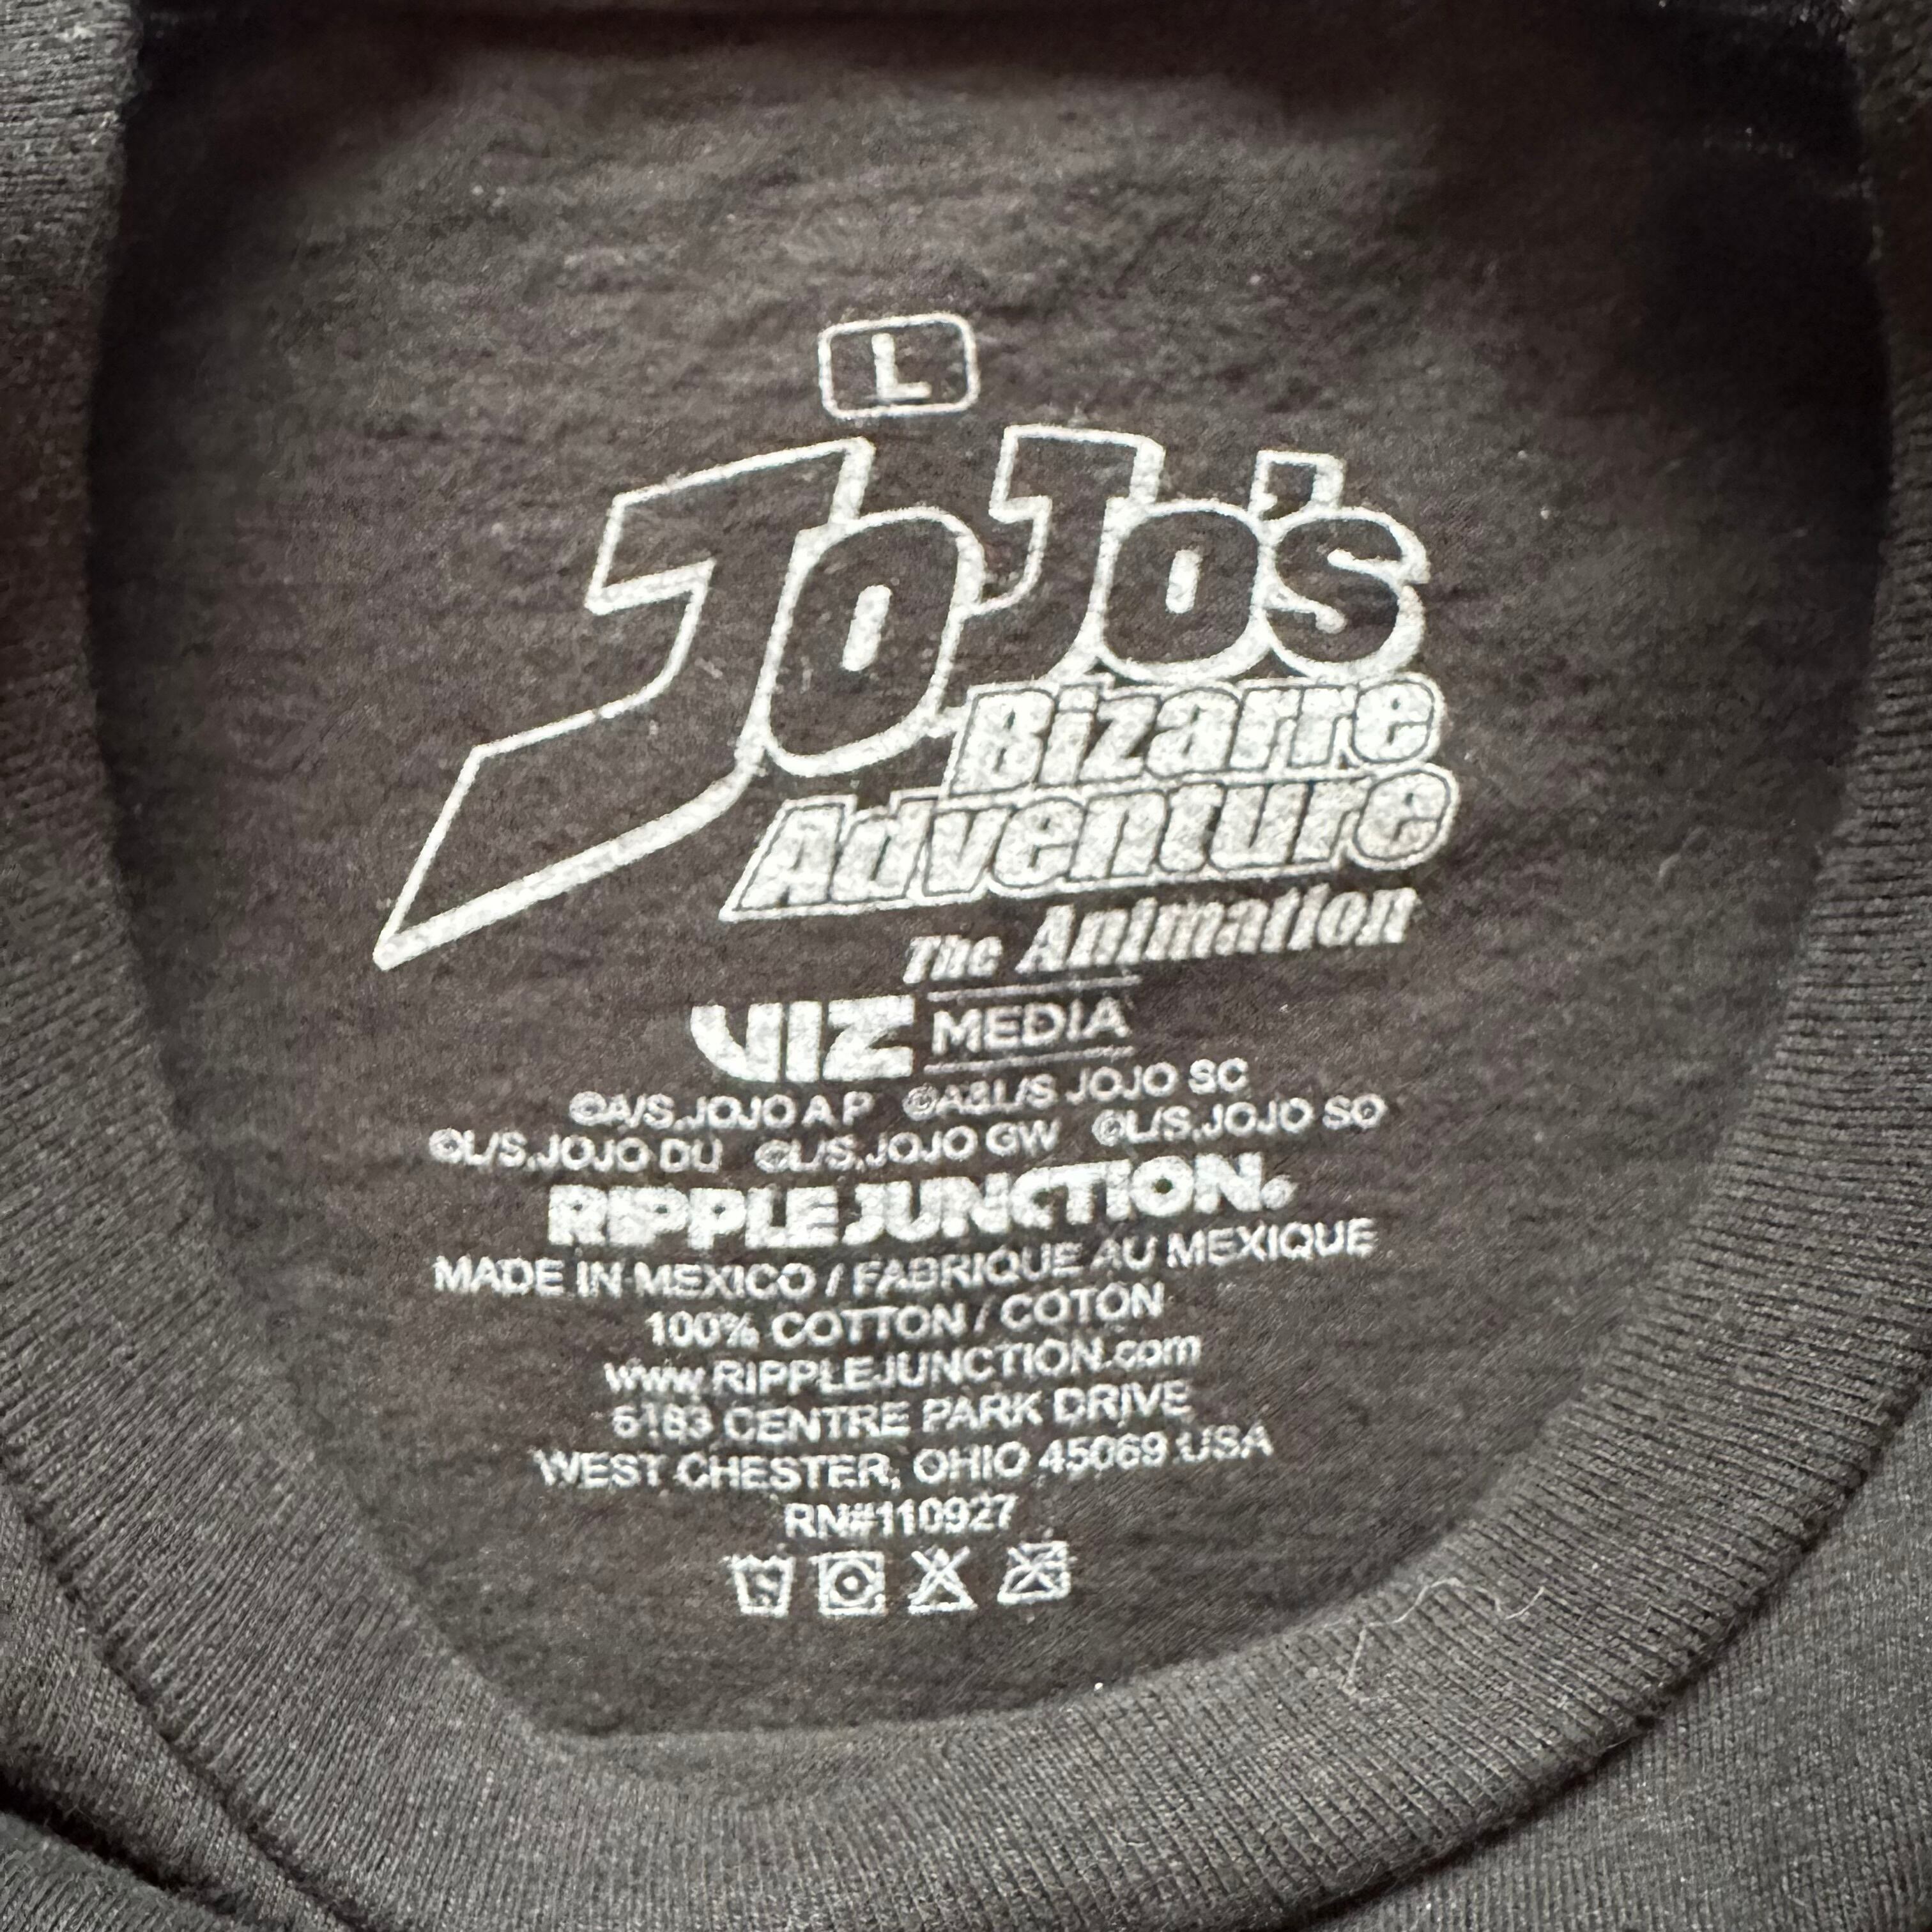 L
JoJo's
Bizarre
Adventure
The Animation
VIZ MEDIA
©A/S,JOJO A P ©A&L/S JOJO SC
©L/S,JOJO DU ©L/S,JOJO GW ©L/S,JOJO SO
RIPPLE JUNCTION®
MADE IN MEXICO / FABRIQUE AU MEXIQUE
100% COTTON / COTON
www.RIPPLEJUNCTION.com
6183 CENTRE PARK DRIVE
WEST CHESTER, OHIO 45069 USA
RN#110927